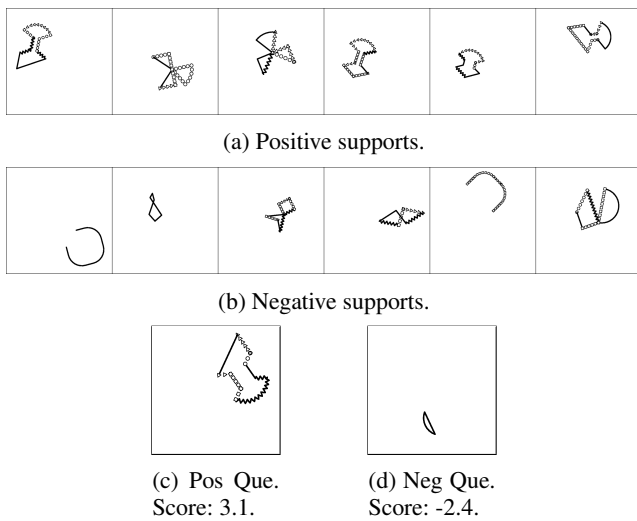 (a) Positive supports.
(b) Negative supports.
(c) Pos Que.
Score: 3.1.
(d) Neg Que.
Score: -2.4.